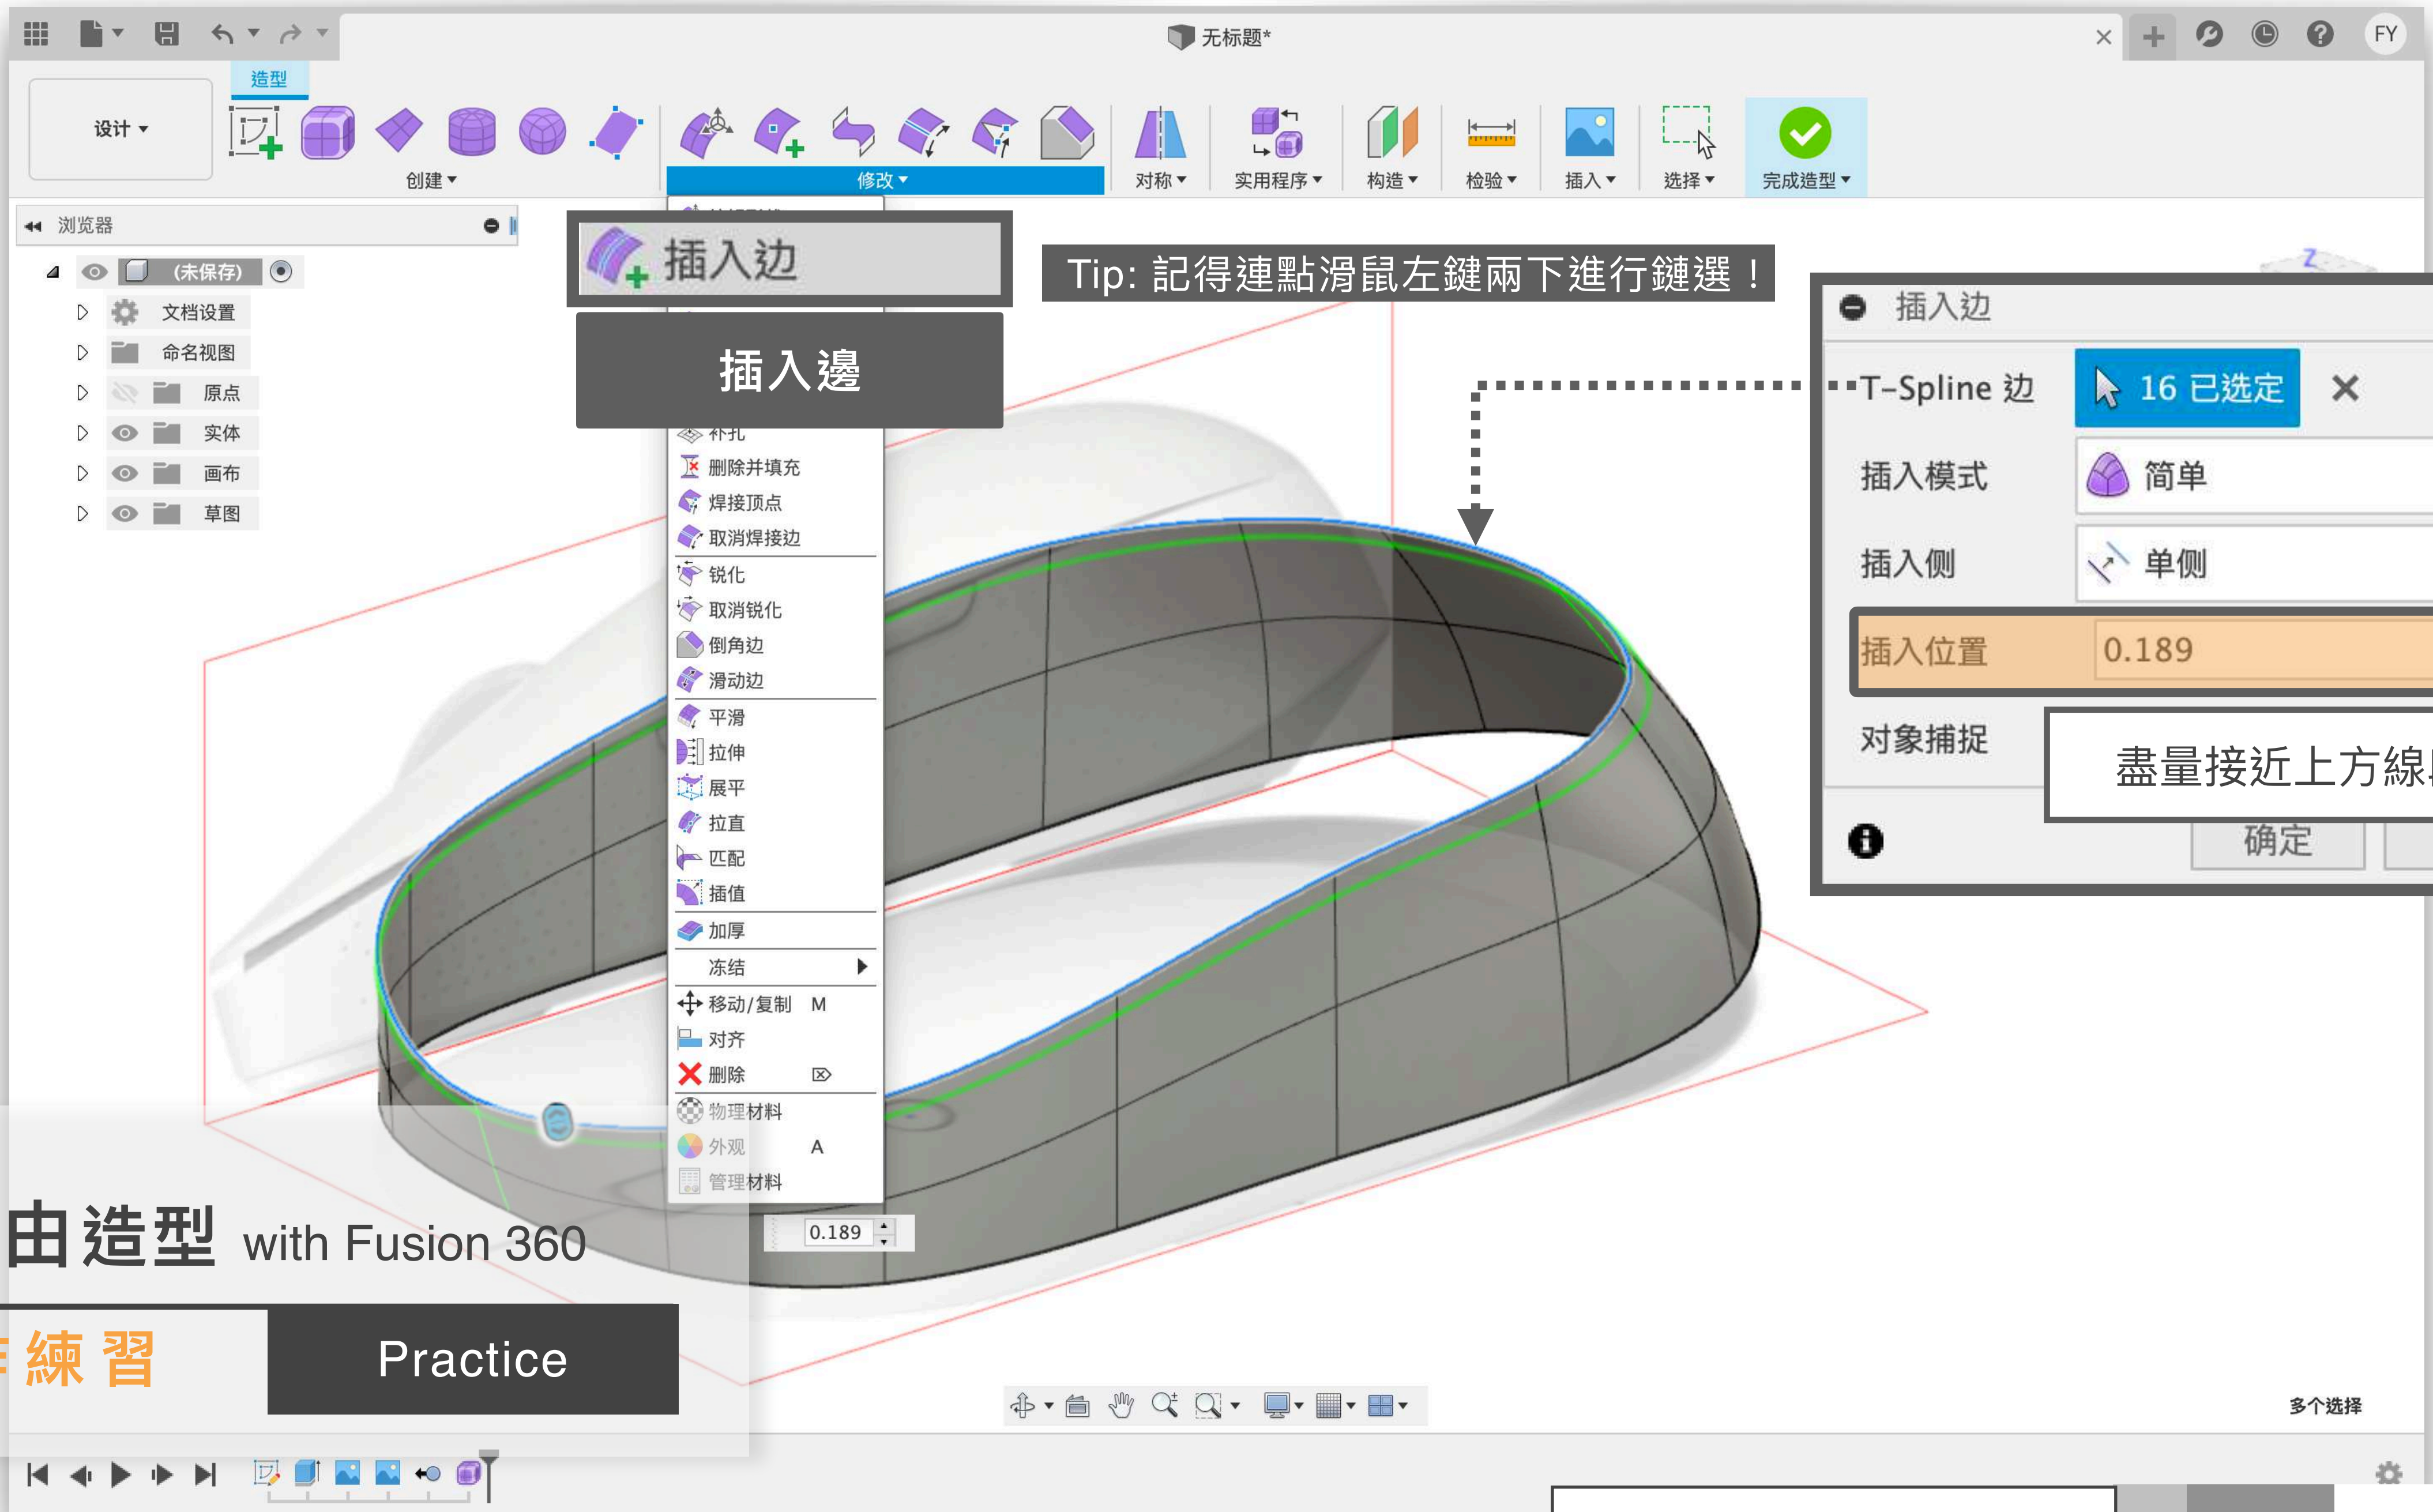 无标题*
FY
造型
设计
创建
修改
对称
实用程序
构造
检验
插入
选择
完成造型
浏览器
(未保存)
文档设置
命名视图
原点
实体
画布
草图
插入边
插入邊
Tip: 記得連點滑鼠左鍵兩下進行鏈選！
Z
补孔
删除并填充
焊接顶点
取消焊接边
锐化
取消锐化
倒角边
滑动边
平滑
拉伸
展平
拉直
匹配
插值
加厚
冻结
移动/复制 M
对齐
删除
物理材料
外观 A
管理材料
插入边
T-Spline 边 16 已选定
插入模式 简单
插入侧 单侧
插入位置 0.189
对象捕捉
盡量接近上方線
确定
0.189
由造型 with Fusion 360
練習
Practice
多个选择